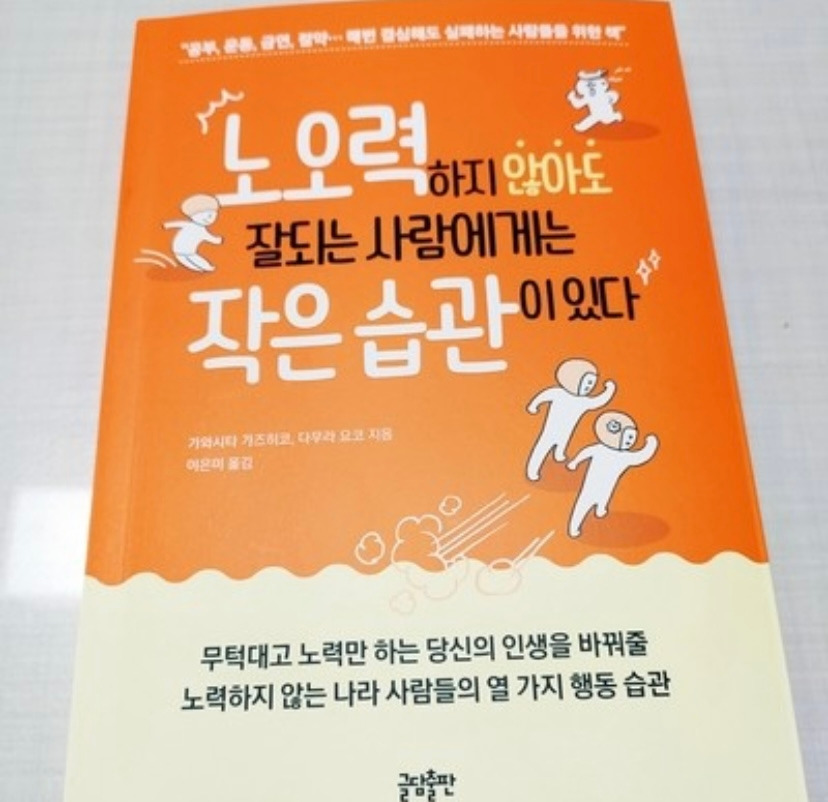 "공부, 운동, 금연, 절약… 매번 결심해도 실패하는 사람들을 위한 책"
노오력하지 않아도
잘되는 사람에게는
작은 습관이 있다
가와시타 가즈히코, 다무라 요코 지음
이은미 옮김
무턱대고 노력만 하는 당신의 인생을 바꿔줄
노력하지 않는 나라 사람들의 열 가지 행동 습관
글담출판